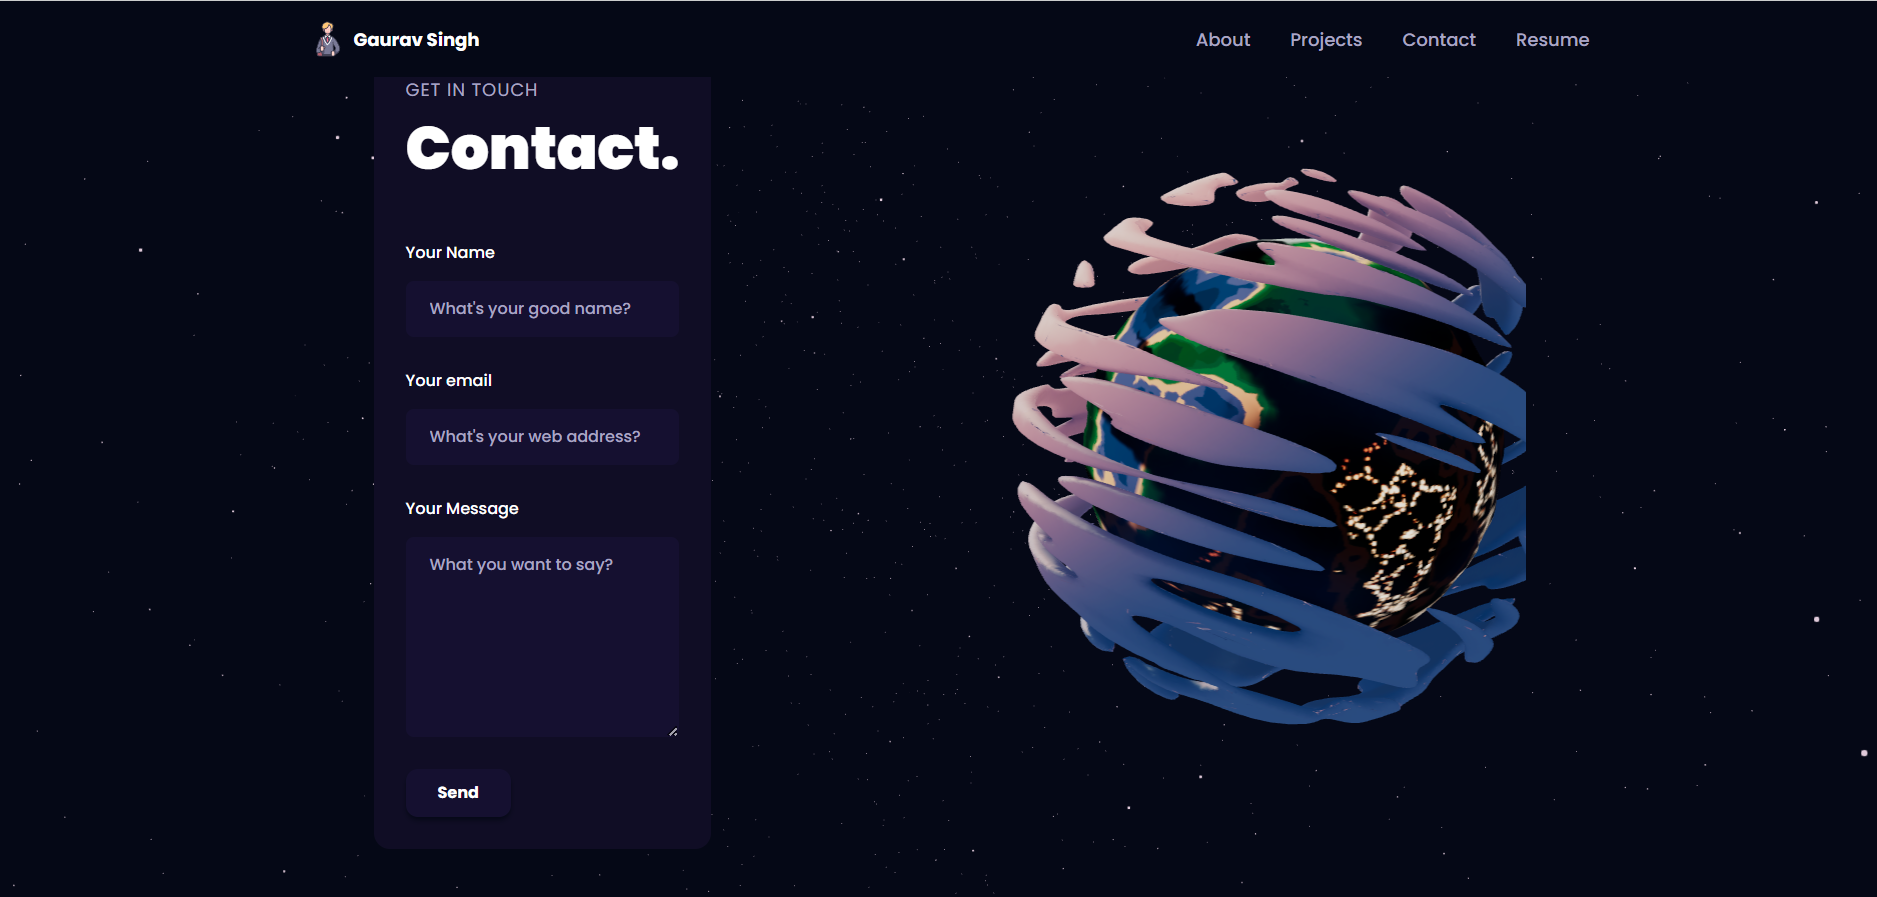 Gaurav Singh
About Projects Contact Resume
GET IN TOUCH
Contact.
Your Name
What's your good name?
Your email
What's your web address?
Your Message
What you want to say?
Send